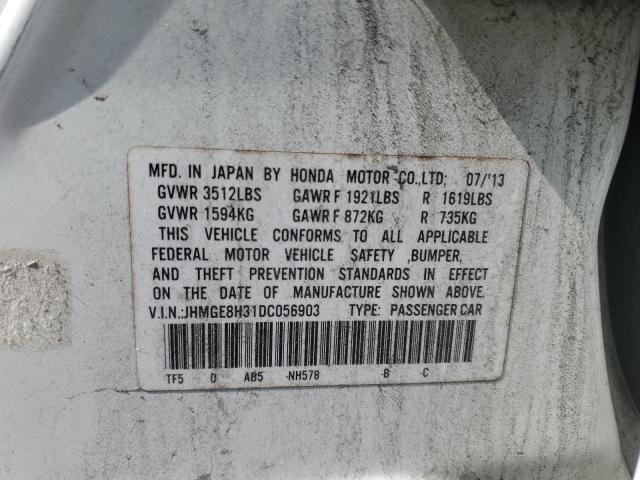 MFD. IN JAPAN BY HONDA MOTOR CO.,LTD; 07/'13
GVWR 3512LBS GAWR F 1921LBS R 1619LBS
GVWR 1594KG GAWR F 872KG R 735KG
THIS VEHICLE CONFORMS TO ALL APPLICABLE
FEDERAL MOTOR VEHICLE SAFETY ,BUMPER,
AND THEFT PREVENTION STANDARDS IN EFFECT
ON THE DATE OF MANUFACTURE SHOWN ABOVE.
V.I.N.:JHMGE8H31DC056903 TYPE: PASSENGER CAR
TF5 D AB5 -NH578 -B -C